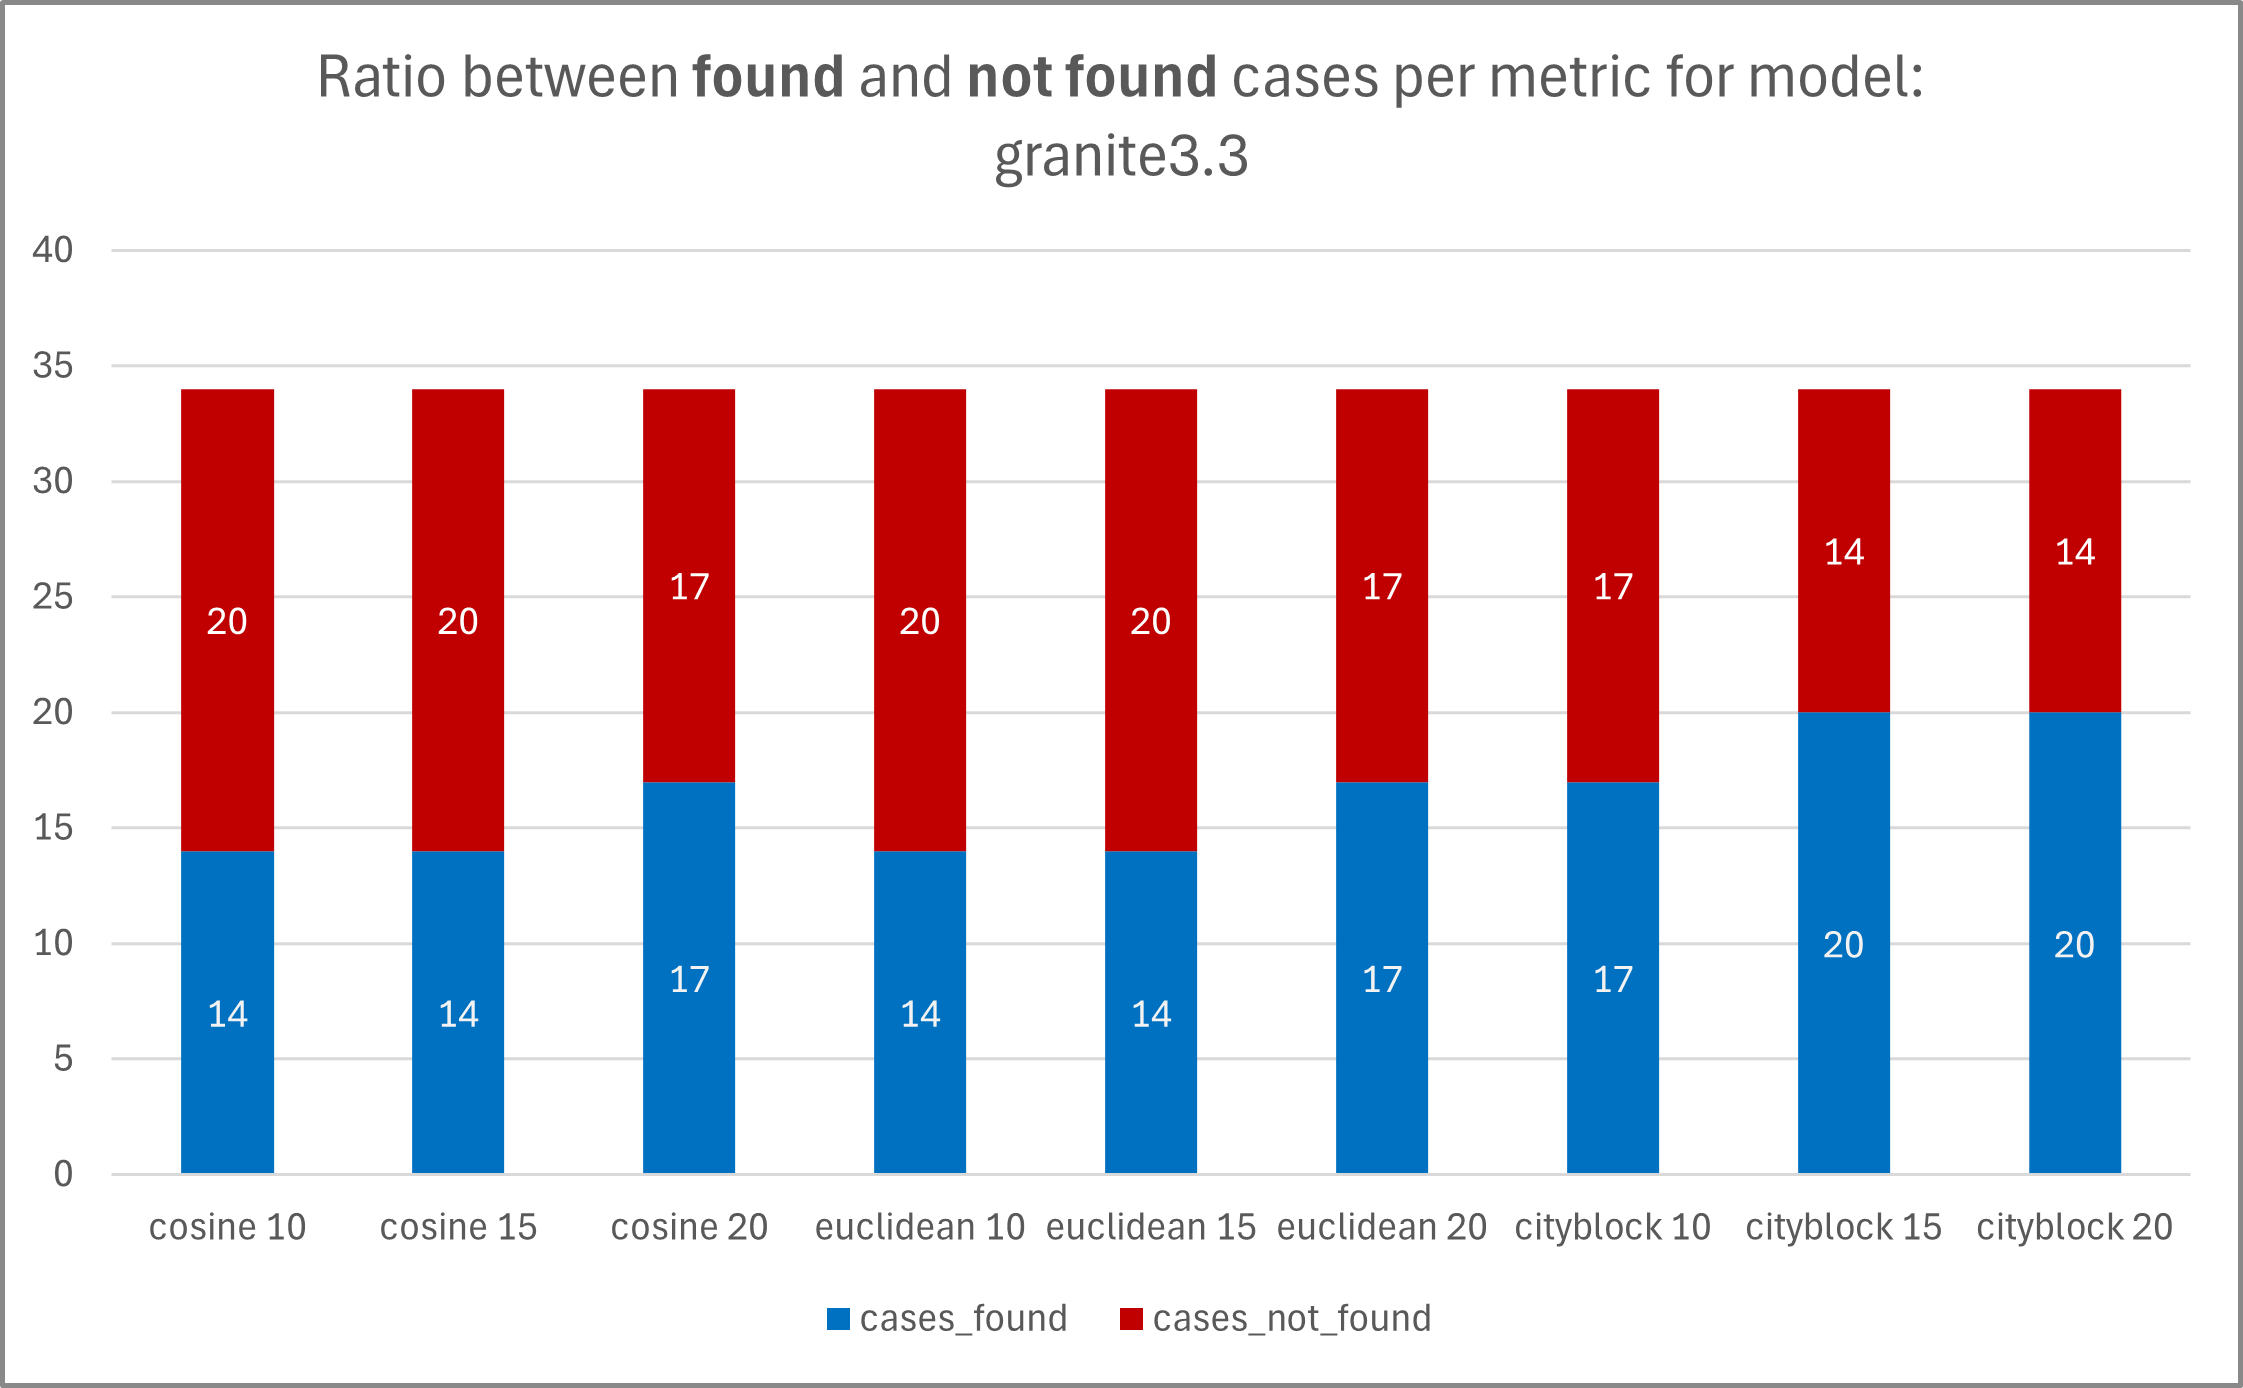 Ratio between found and not found cases per metric for model:
granite3.3
40
35
30
25
20
15
10
5
0
20
20
17
20
20
17
17
14
14
14
14
17
14
14
17
17
20
20
cosine 10
cosine 15
cosine 20
euclidean 10
euclidean 15
euclidean 20
cityblock 10
cityblock 15
cityblock 20
cases_found
cases_not_found